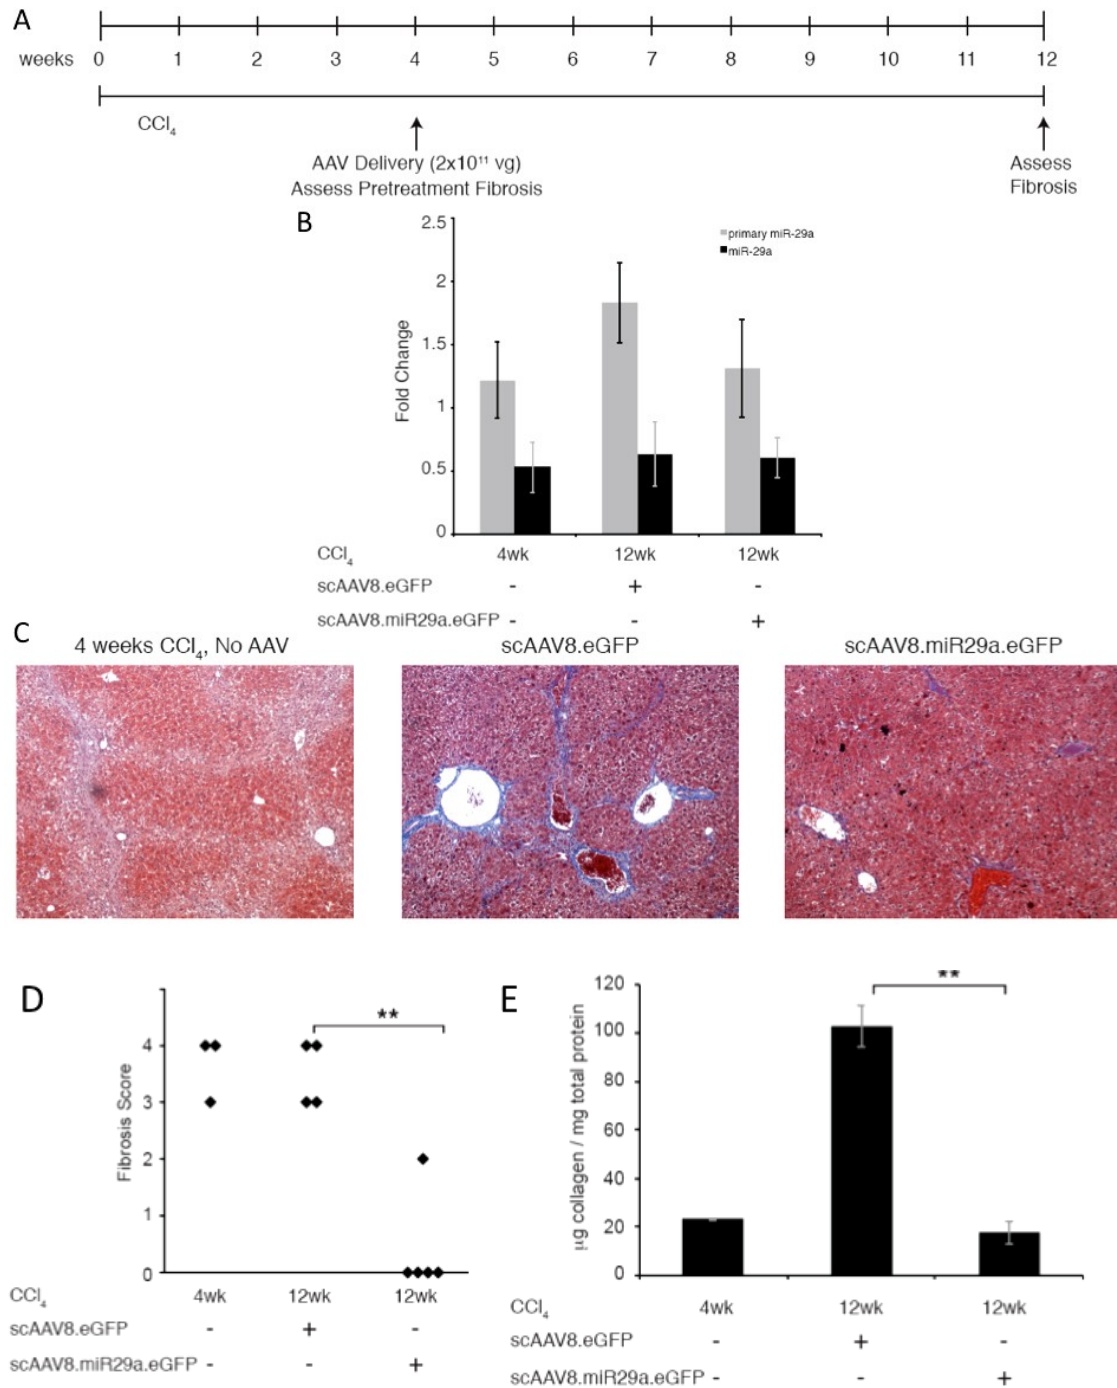 A
weeks 0 1 2 3 4 5 6 7 8 9 10 11 12
CCl₄
AAV Delivery (2x10¹¹ vg)
Assess Pretreatment Fibrosis
Assess
Fibrosis
B
2.5
2
1.5
1
0.5
0
Fold Change
primary miR-29a
miR-29a
CCl₄ 4wk 12wk 12wk
scAAV8.eGFP - + -
scAAV8.miR29a.eGFP - - +
C
4 weeks CCl₄, No AAV
scAAV8.eGFP
scAAV8.miR29a.eGFP
D
**
4
3
2
1
0
Fibrosis Score
CCl₄ 4wk 12wk 12wk
scAAV8.eGFP - + -
scAAV8.miR29a.eGFP - - +
E
**
120
100
80
60
40
20
0
µg collagen / mg total protein
CCl₄ 4wk 12wk 12wk
scAAV8.eGFP - + -
scAAV8.miR29a.eGFP - - +